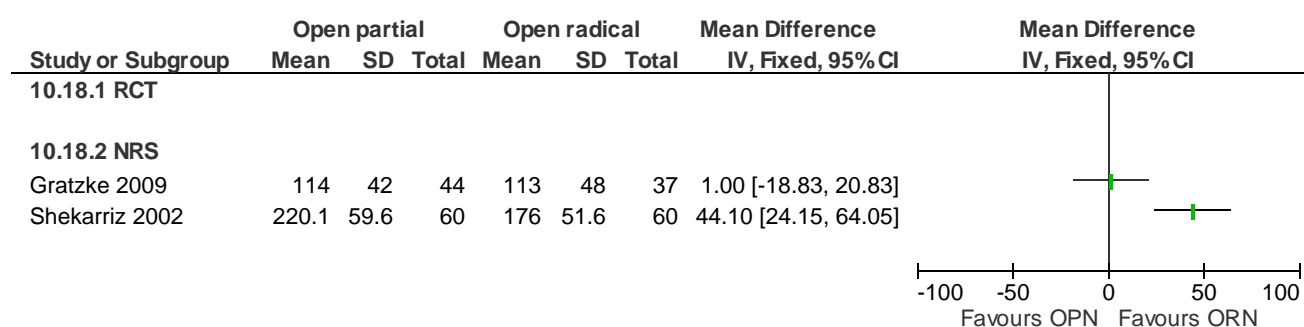 Open partial Open radical Mean Difference Mean Difference
Study or Subgroup Mean SD Total Mean SD Total IV, Fixed, 95% CI IV, Fixed, 95% CI
10.18.1 RCT
10.18.2 NRS
Gratzke 2009 114 42 44 113 48 37 1.00 [-18.83, 20.83]
Shekarriz 2002 220.1 59.6 60 176 51.6 60 44.10 [24.15, 64.05]
-100 -50 0 50 100
Favours OPN Favours ORN